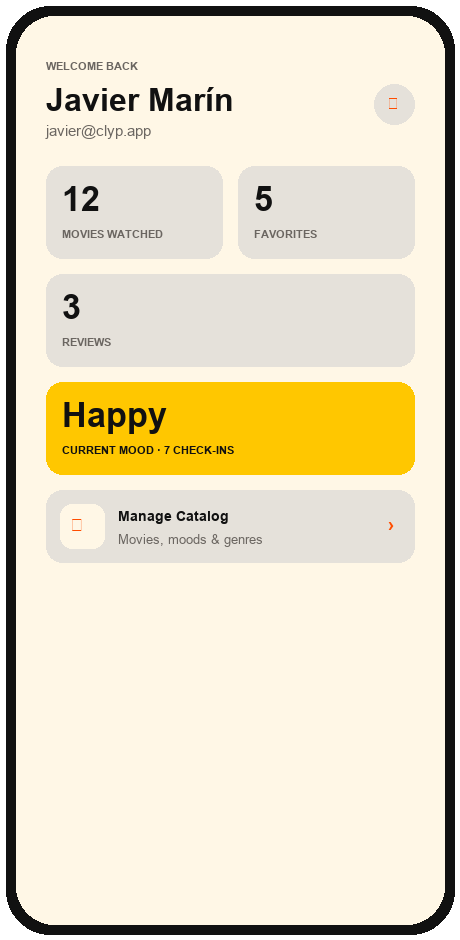 WELCOME BACK
Javier Marín
javier@clyp.app
12
MOVIES WATCHED
5
FAVORITES
3
REVIEWS
Happy
CURRENT MOOD · 7 CHECK-INS
Manage Catalog
Movies, moods & genres
›